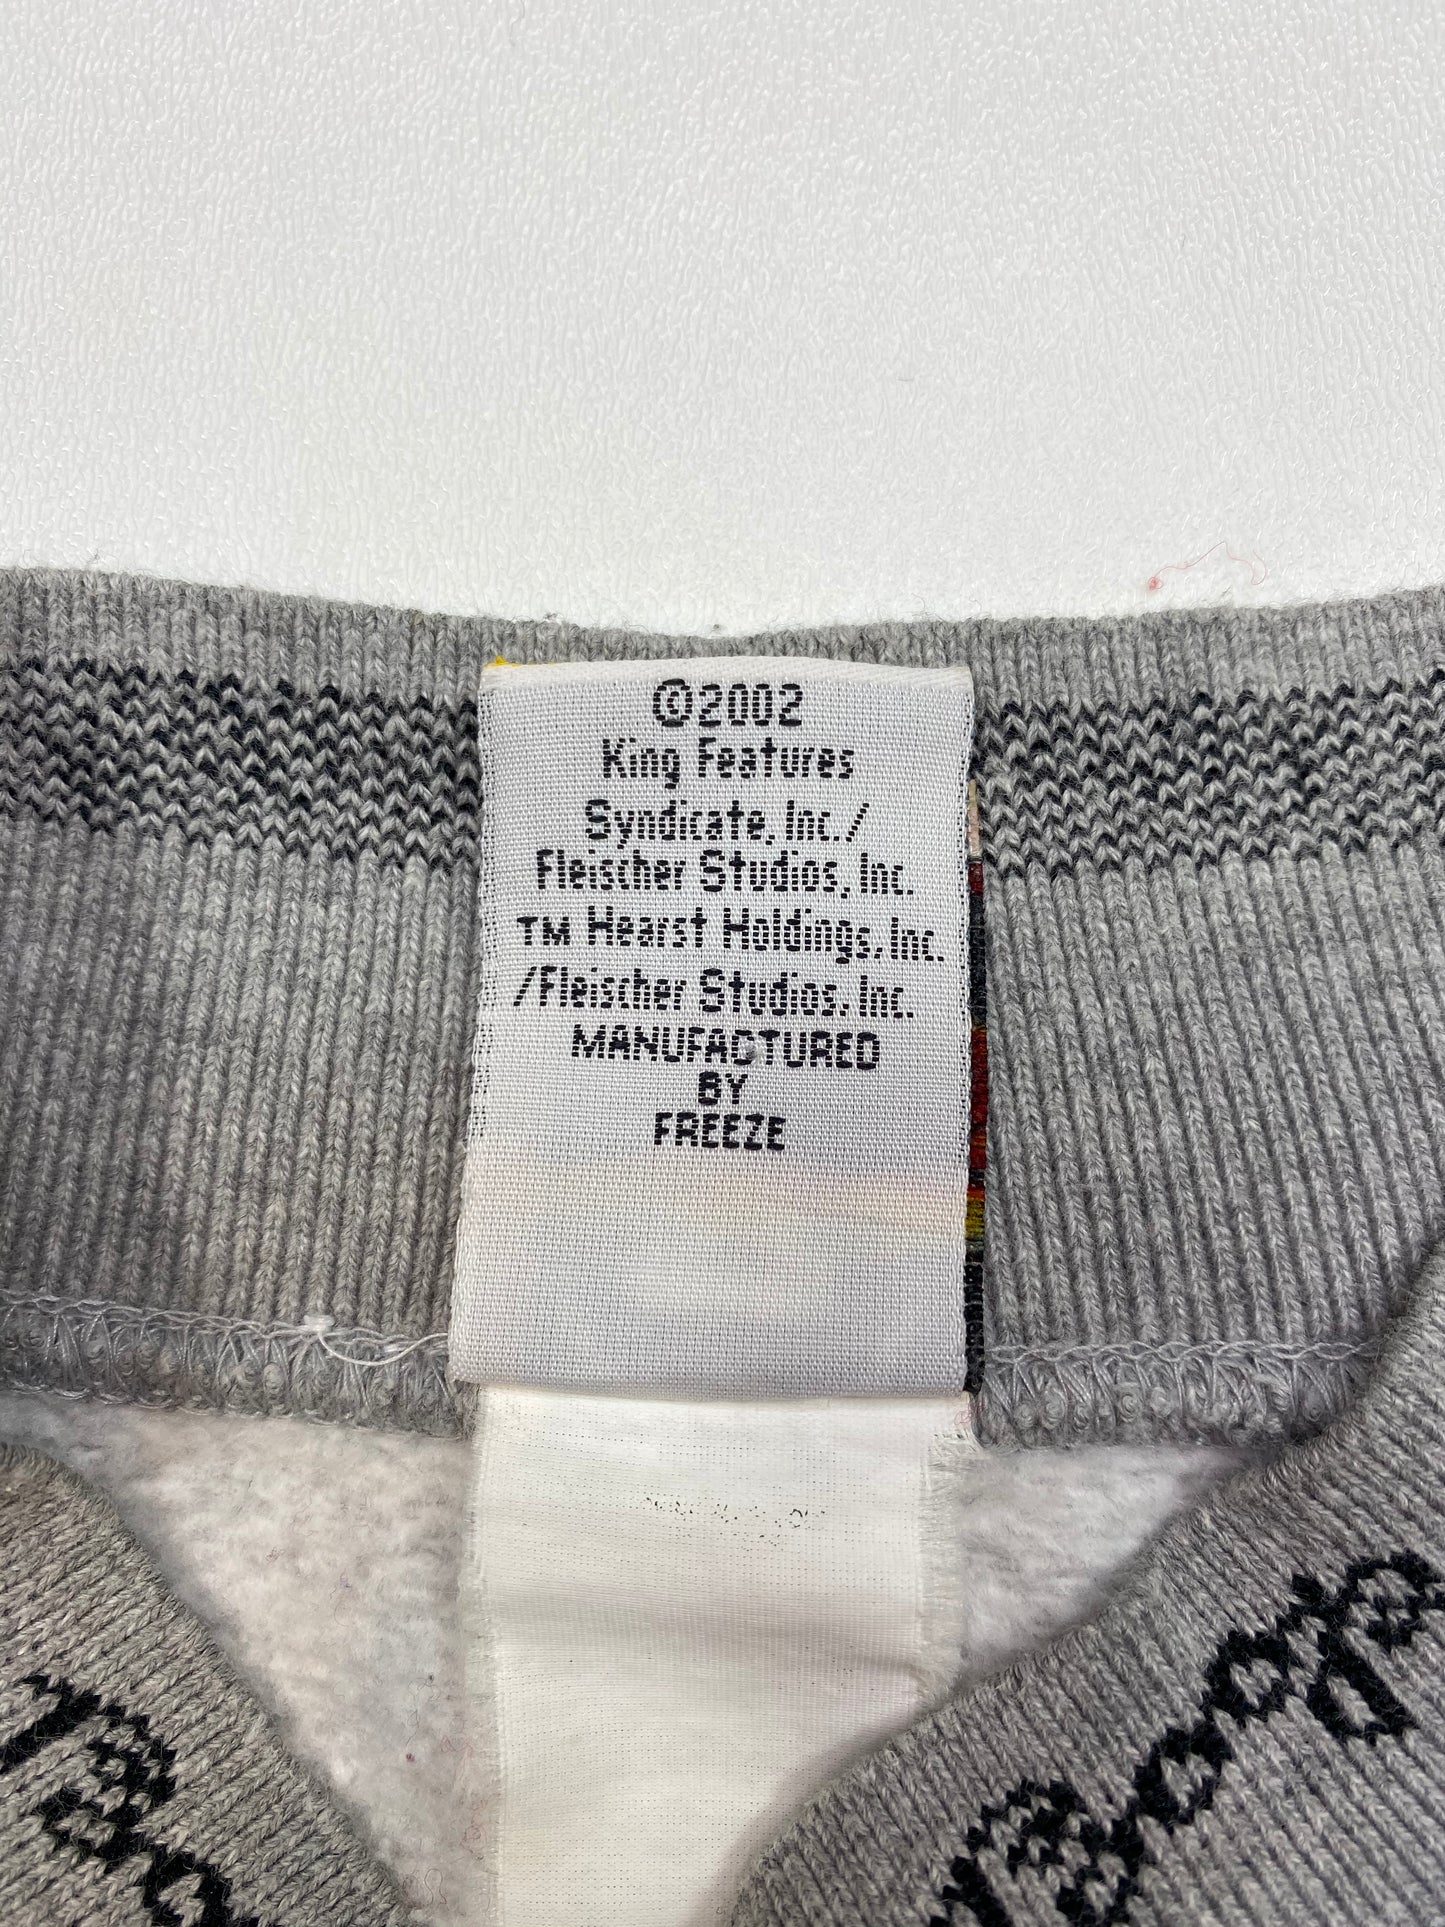 ©2002
King Features
Syndicate, Inc./
Fleischer Studios, Inc.
TM Hearst Holdings, Inc.
/Fleischer Studios, Inc.
MANUFACTURED
BY
FREEZE